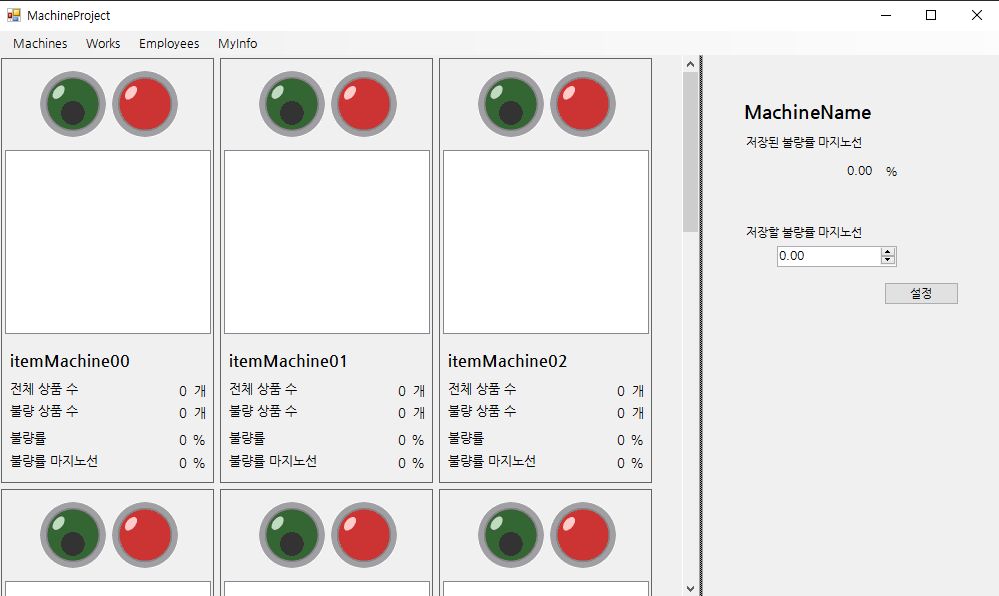 MachineProject
Machines Works Employees MyInfo
itemMachine00
전체 상품 수 0 개
불량 상품 수 0 개
불량률 0 %
불량률 마지노선 0 %
itemMachine01
전체 상품 수 0 개
불량 상품 수 0 개
불량률 0 %
불량률 마지노선 0 %
itemMachine02
전체 상품 수 0 개
불량 상품 수 0 개
불량률 0 %
불량률 마지노선 0 %
MachineName
저장된 불량률 마지노선
0.00 %
저장할 불량률 마지노선
0.00
설정